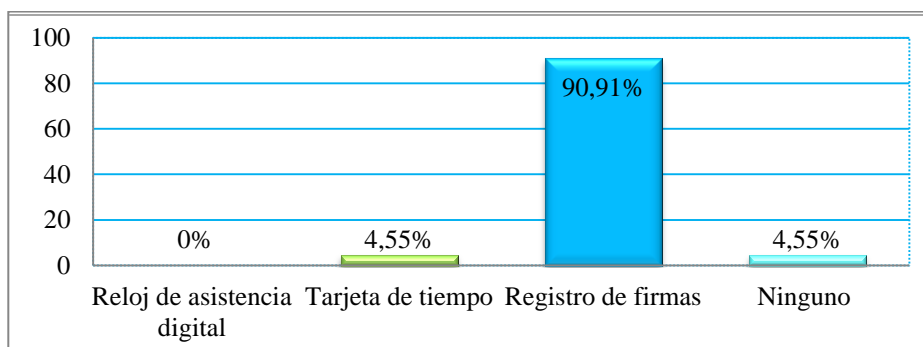 100
80
60
40
20
0
0%
4,55%
90,91%
4,55%
Reloj de asistencia
digital
Tarjeta de tiempo
Registro de firmas
Ninguno